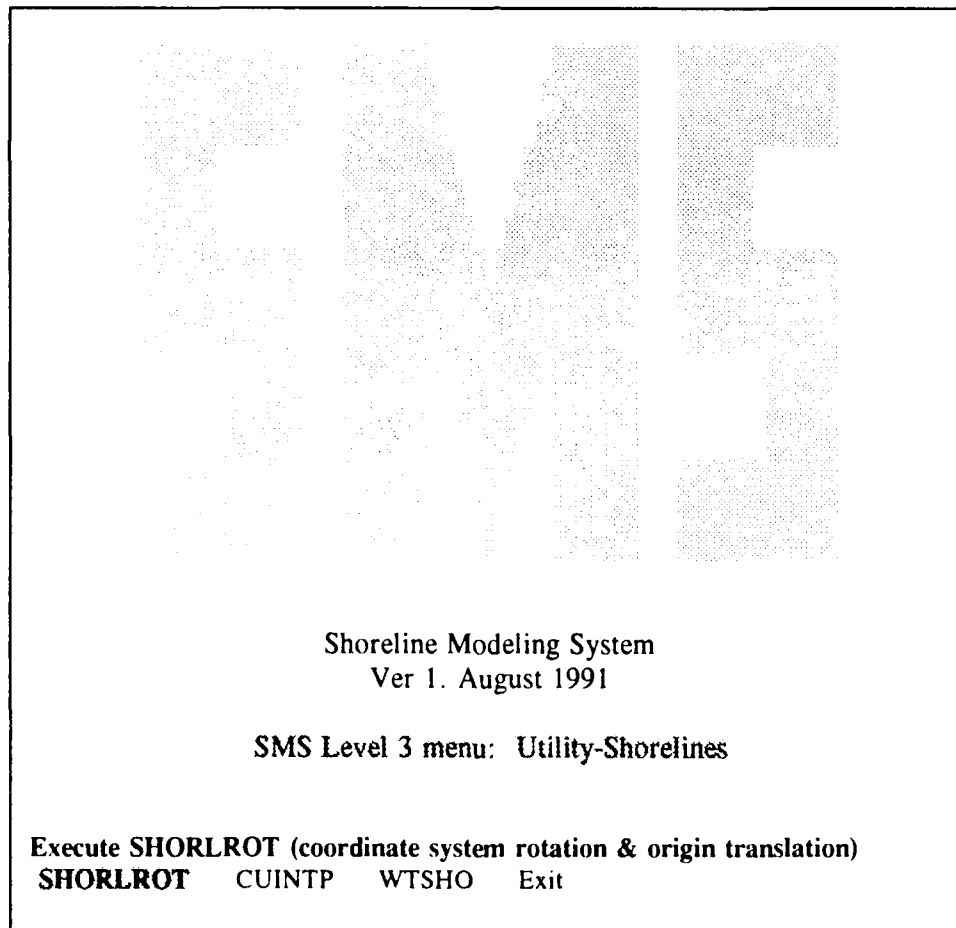 SMS
Shoreline Modeling System
Ver 1. August 1991
SMS Level 3 menu: Utility-Shorelines
Execute SHORLROT (coordinate system rotation & origin translation)
SHORLROT CUINTP WTSHO Exit